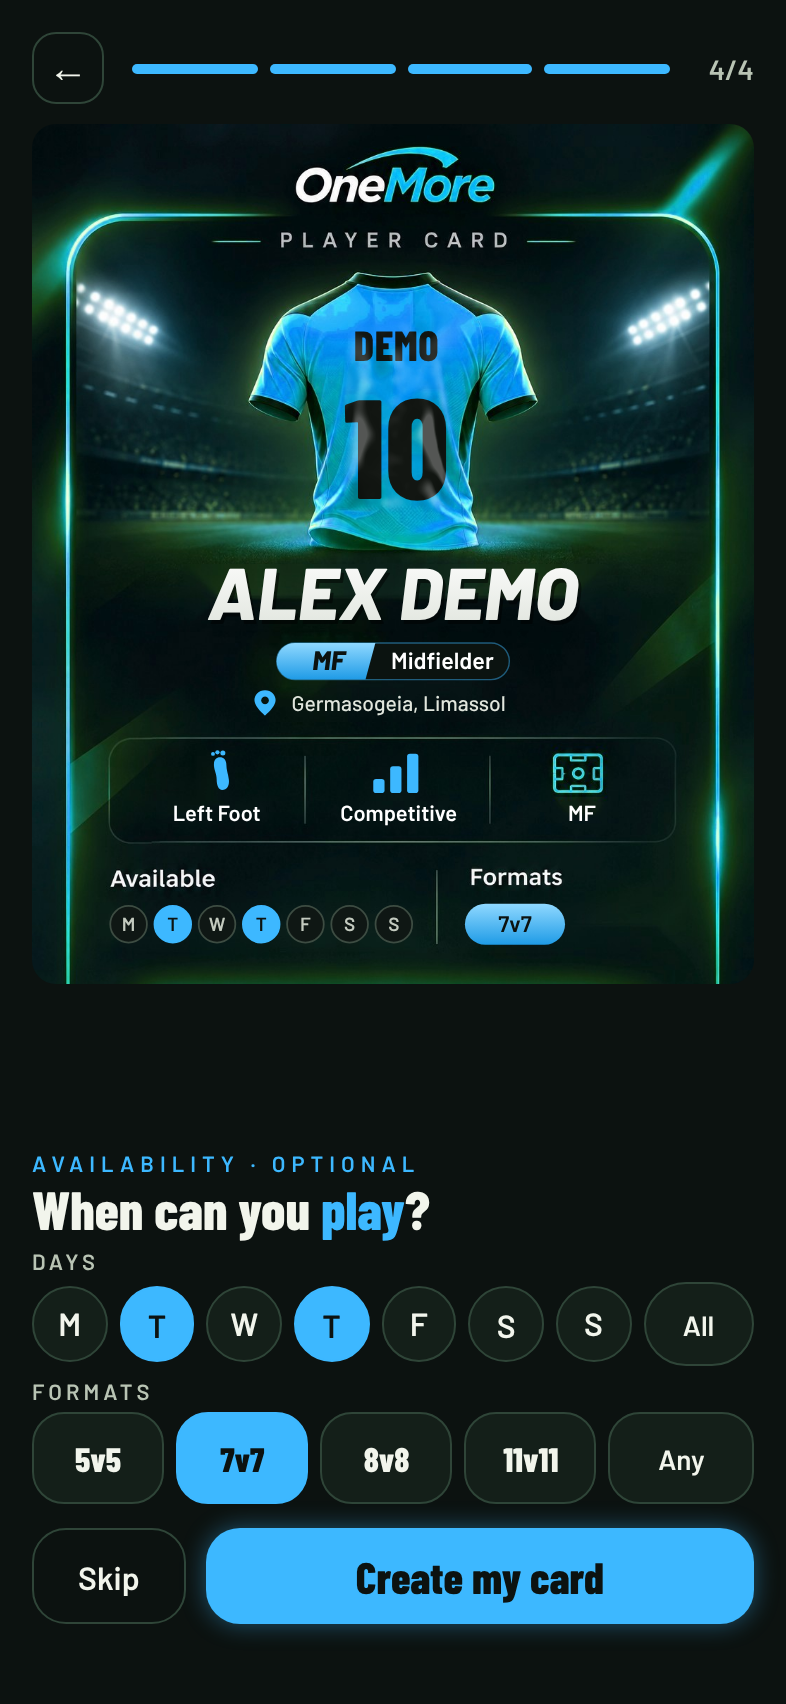 ← 4/4
OneMore
PLAYER CARD
DEMO
10
ALEX DEMO
MF Midfielder
Germasogeia, Limassol
Left Foot Competitive MF
Available Formats
M T W T F S S 7v7
AVAILABILITY · OPTIONAL
When can you play?
DAYS
M T W T F S S All
FORMATS
5v5 7v7 8v8 11v11 Any
Skip Create my card